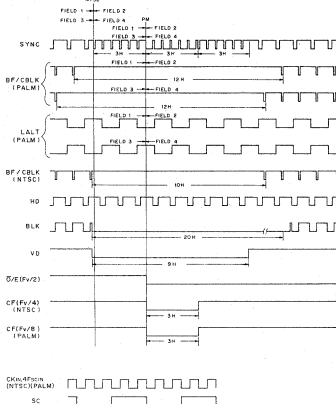 FIELD 1 FIELD 2
FIELD 3 FIELD 4
PM
FIELD 1 FIELD 2
FIELD 3 FIELD 4
SYNC
3H 3H 3H
FIELD 1 FIELD 2
BF/CBLK
(PALM)
12H
FIELD 3 FIELD 4
12H
LALT
(PALM)
FIELD 1 FIELD 2
FIELD 3 FIELD 4
BF/CBLK
(NTSC)
10H
HD
BLK
20H
VD
9H
O/E(Fv/2)
CF(Fv/4)
(NTSC)
3H
CF(Fv/8)
(PALM)
3H
CKIN,4FSCIN
(NTSC)(PALM)
SC